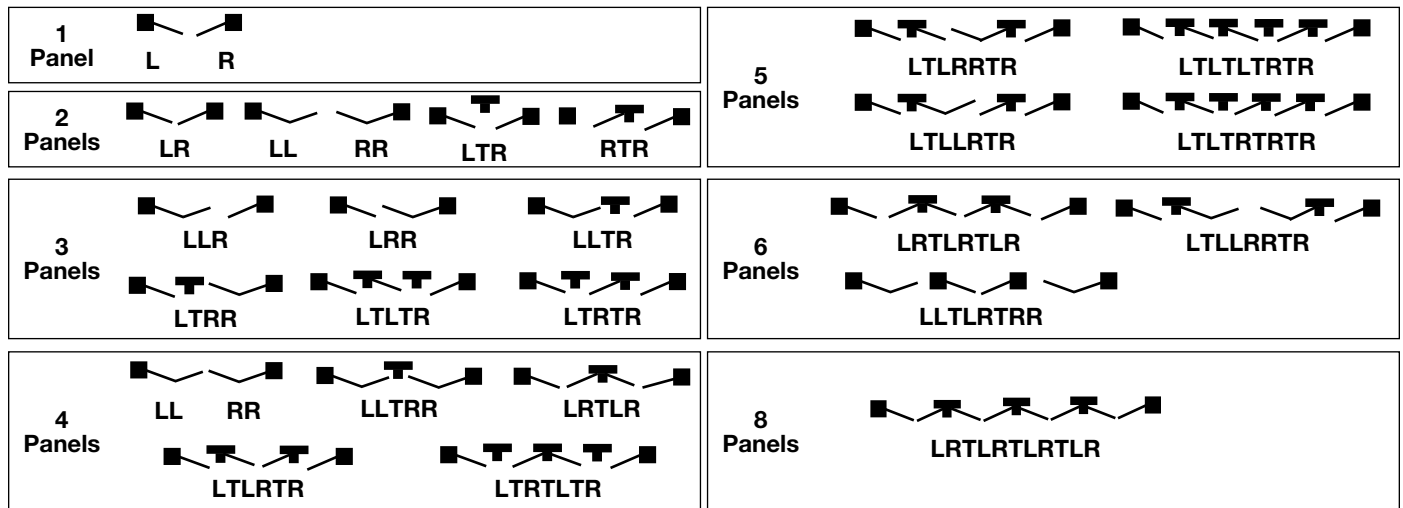 1
Panel
L R
2
Panels
LR LL RR LTR RTR
3
Panels
LLR LRR LLTR
LTRR LTLTR LTRTR
4
Panels
LL RR LLTRR LRTLR
LTLRTR LTRTLTR
5
Panels
LTLRRTR LTLTLTRTR
LTLLRTR LTLTRTRTR
6
Panels
LRTLRTLR LTLLRRTR
LLTLRTRR
8
Panels
LRTLRTLRTLR